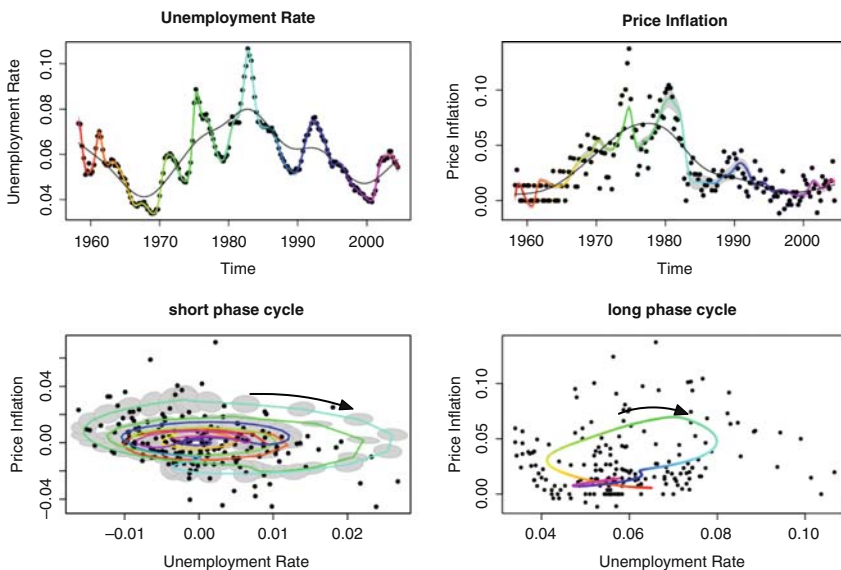 Unemployment Rate
Unemployment Rate
0.04 0.06 0.08 0.10
1960 1970 1980 1990 2000
Time
Price Inflation
Price Inflation
0.00 0.05 0.10
1960 1970 1980 1990 2000
Time
short phase cycle
Price Inflation
−0.04 0.00 0.04
−0.01 0.00 0.01 0.02
Unemployment Rate
long phase cycle
Price Inflation
0.00 0.05 0.10
0.04 0.06 0.08 0.10
Unemployment Rate